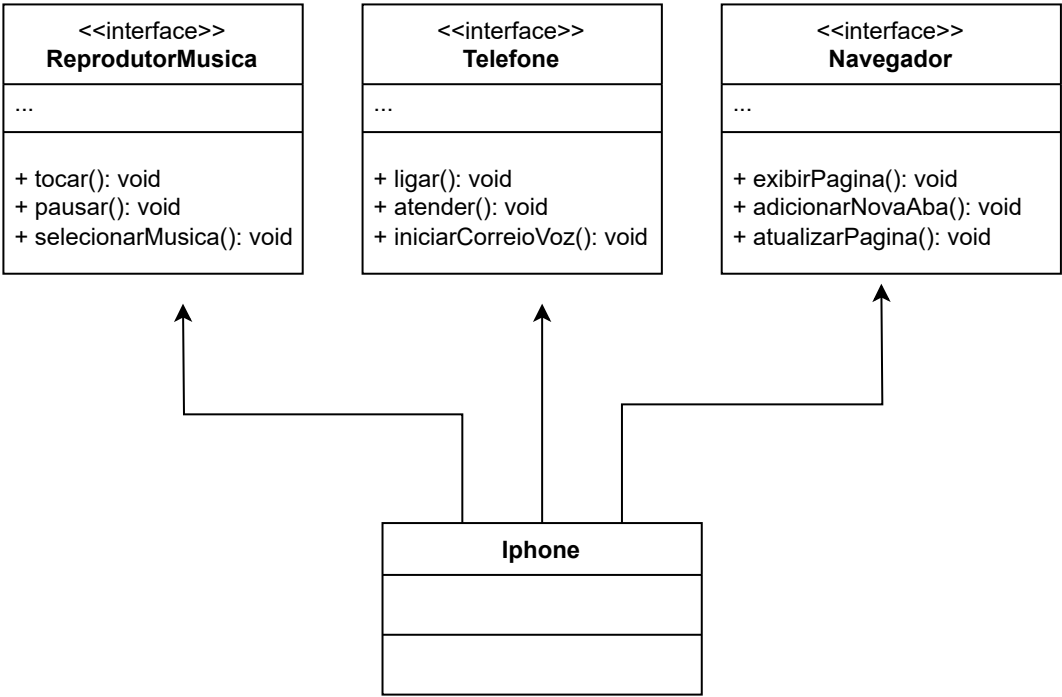 <<interface>>
ReprodutorMusica
...
+ tocar(): void
+ pausar(): void
+ selecionarMusica(): void
<<interface>>
Telefone
...
+ ligar(): void
+ atender(): void
+ iniciarCorreioVoz(): void
<<interface>>
Navegador
...
+ exibirPagina(): void
+ adicionarNovaAba(): void
+ atualizarPagina(): void
Iphone